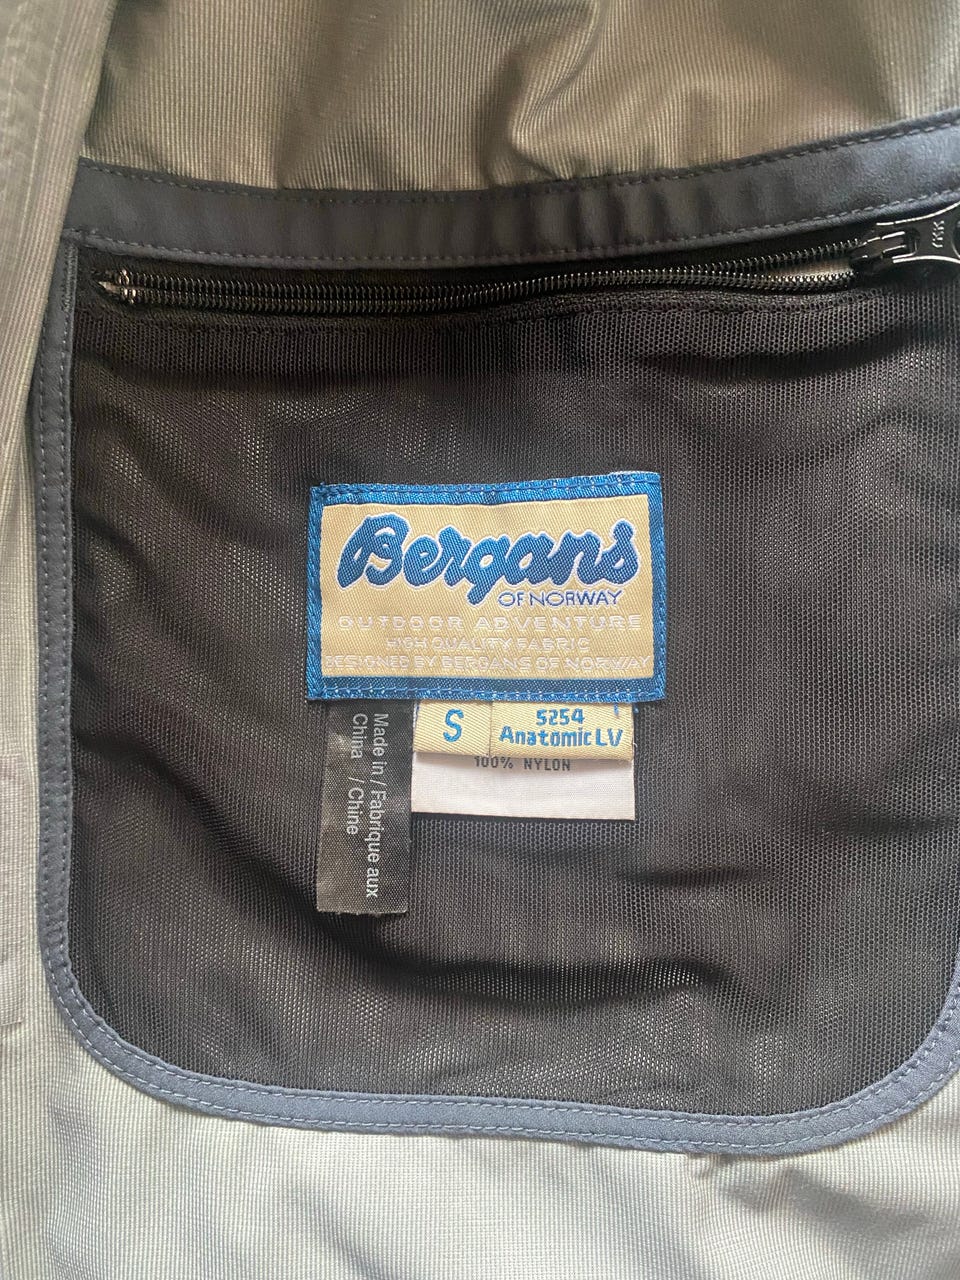 Bergans
OF NORWAY
OUTDOOR ADVENTURE
HIGH QUALITY FABRIC
DESIGNED BY BERGANS OF NORWAY
S
5254
Anatomic LV
100% NYLON
Made in / Fabrique aux
China / Chine
YKK